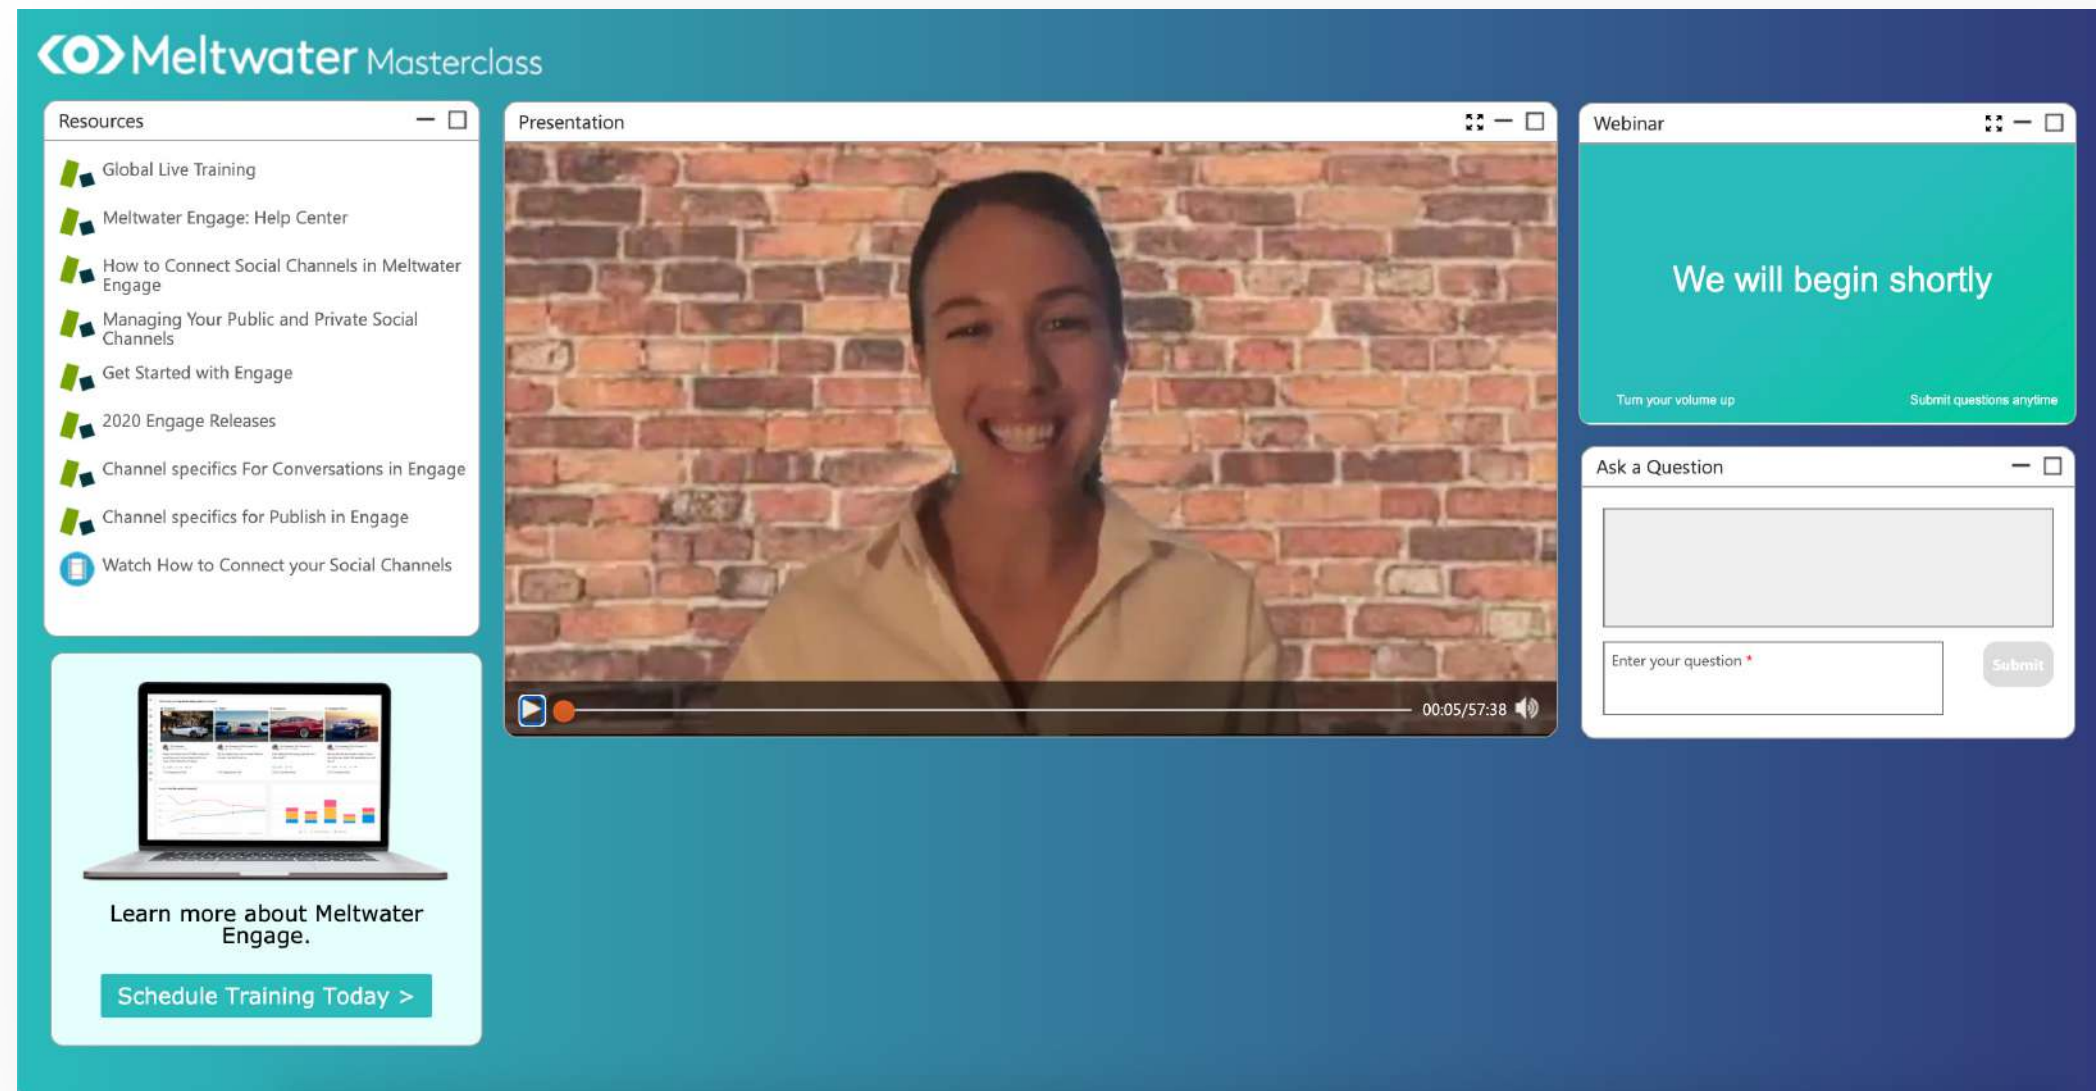 Meltwater Masterclass
Resources
Global Live Training
Meltwater Engage: Help Center
How to Connect Social Channels in Meltwater
Engage
Managing Your Public and Private Social
Channels
Get Started with Engage
2020 Engage Releases
Channel specifics For Conversations in Engage
Channel specifics for Publish in Engage
Watch How to Connect your Social Channels
Learn more about Meltwater
Engage.
Schedule Training Today >
Presentation
00:05/57:38
Webinar
We will begin shortly
Turn your volume up
Submit questions anytime
Ask a Question
Enter your question *
Submit